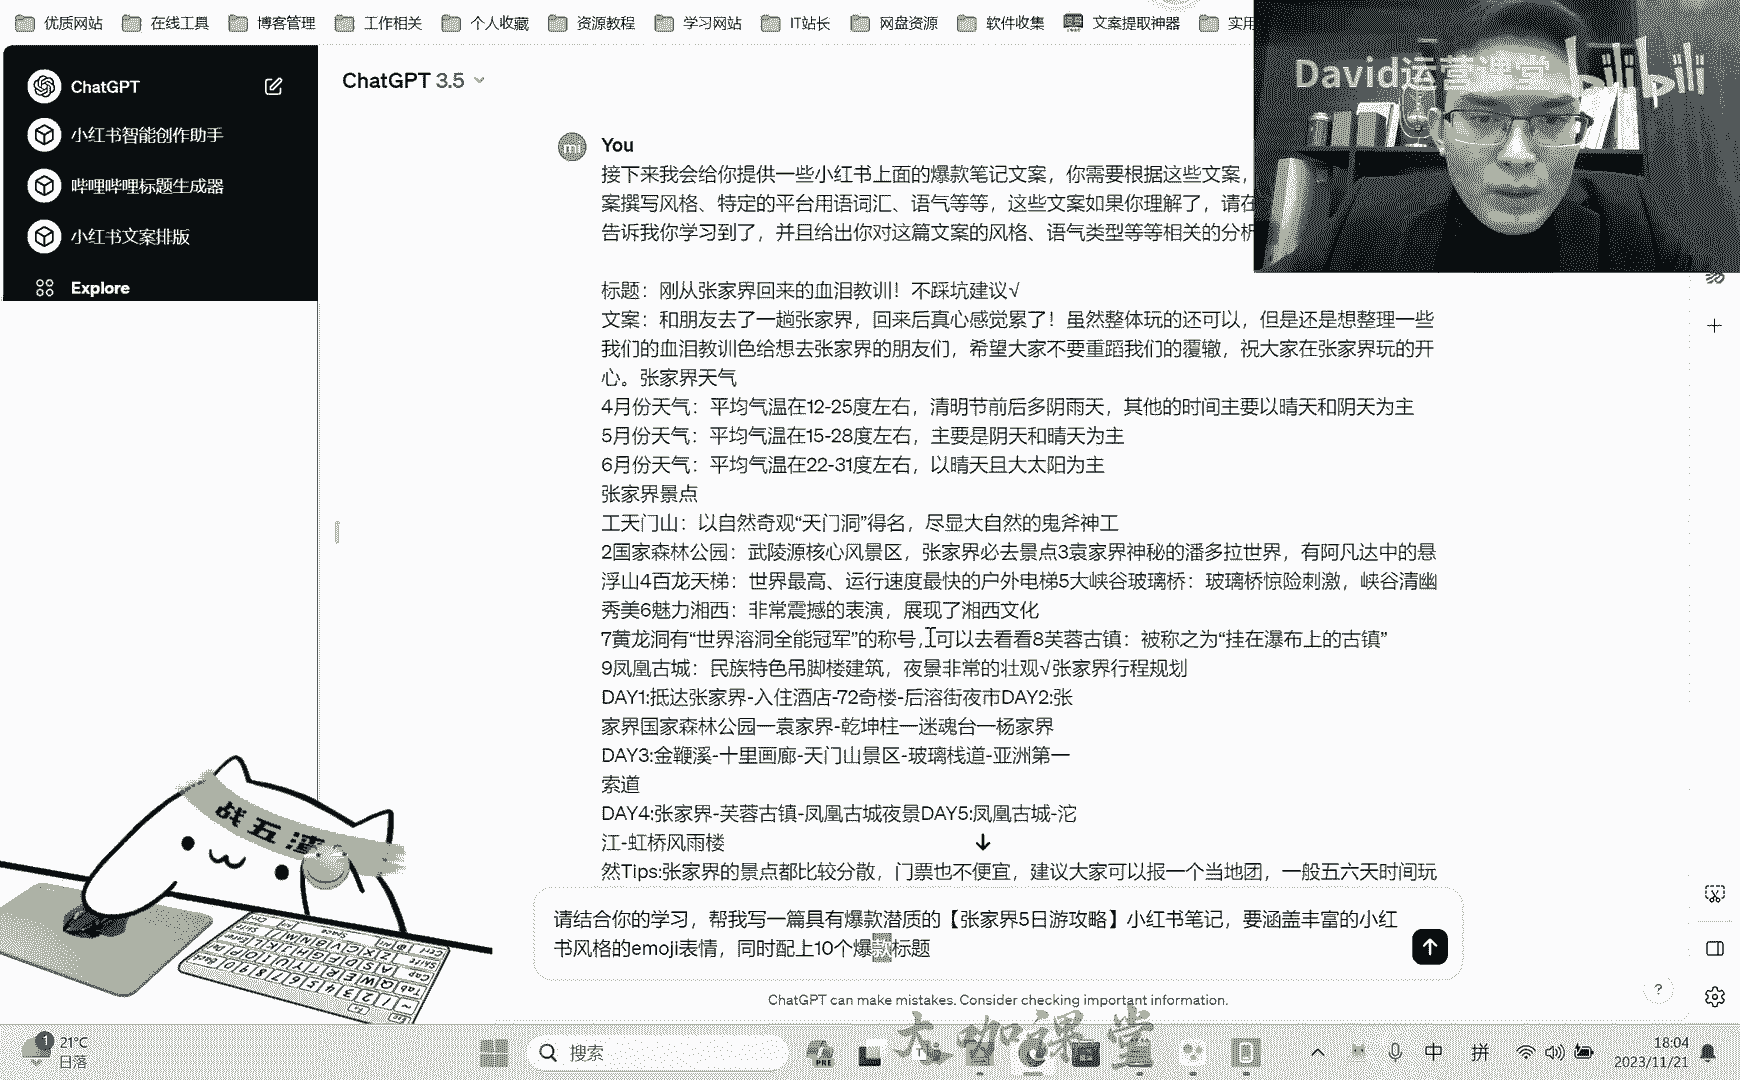 优质网站 在线工具 博客管理 工作相关 个人收藏 资源教程 学习网站 IT站长 网盘资源 软件收集 文案提取神器 实用
David运营课堂 bilibili
ChatGPT
小红书智能创作助手
哔哩哔哩标题生成器
小红书文案排版
Explore
ChatGPT 3.5
mi
You
接下来我会给你提供一些小红书上面的爆款笔记文案，你需要根据这些文案，
案撰写风格、特定的平台用语词汇、语气等等，这些文案如果你理解了，请在
告诉我你学习到了，并且给出你对这篇文案的风格、语气类型等等相关的分析
标题：刚从张家界回来的血泪教训！不踩坑建议√
文案：和朋友去了一趟张家界，回来后真心感觉累了！虽然整体玩的还可以，但是还是想整理一些
我们的血泪教训色给想去张家界的朋友们，希望大家不要重蹈我们的覆辙，祝大家在张家界玩的开
心。张家界天气
4月份天气：平均气温在12-25度左右，清明节前后多阴雨天，其他的时间主要以晴天和阴天为主
5月份天气：平均气温在15-28度左右，主要是阴天和晴天为主
6月份天气：平均气温在22-31度左右，以晴天且大太阳为主
张家界景点
工天门山：以自然奇观“天门洞”得名，尽显大自然的鬼斧神工
2国家森林公园：武陵源核心风景区，张家界必去景点3袁家界神秘的潘多拉世界，有阿凡达中的悬
浮山4百龙天梯：世界最高、运行速度最快的户外电梯5大峡谷玻璃桥：玻璃桥惊险刺激，峡谷清幽
秀美6魅力湘西：非常震撼的表演，展现了湘西文化
7黄龙洞有“世界溶洞全能冠军”的称号，可以去看看8芙蓉古镇：被称之为“挂在瀑布上的古镇”
9凤凰古城：民族特色吊脚楼建筑，夜景非常的壮观√张家界行程规划
DAY1:抵达张家界-入住酒店-72奇楼-后溶街夜市DAY2:张
家界国家森林公园一袁家界-乾坤柱一迷魂台一杨家界
DAY3:金鞭溪-十里画廊-天门山景区-玻璃栈道-亚洲第一
索道
DAY4:张家界-芙蓉古镇-凤凰古城夜景DAY5:凤凰古城-沱
江-虹桥风雨楼
然Tips:张家界的景点都比较分散，门票也不便宜，建议大家可以报一个当地团，一般五六天时间玩
请结合你的学习，帮我写一篇具有爆款潜质的【张家界5日游攻略】小红书笔记，要涵盖丰富的小红
书风格的emoji表情，同时配上10个爆款标题
ChatGPT can make mistakes. Consider checking important information.
?
大咖课堂
1
21°C
日落
搜索
PRE
中
拼
18:04
2023/11/21